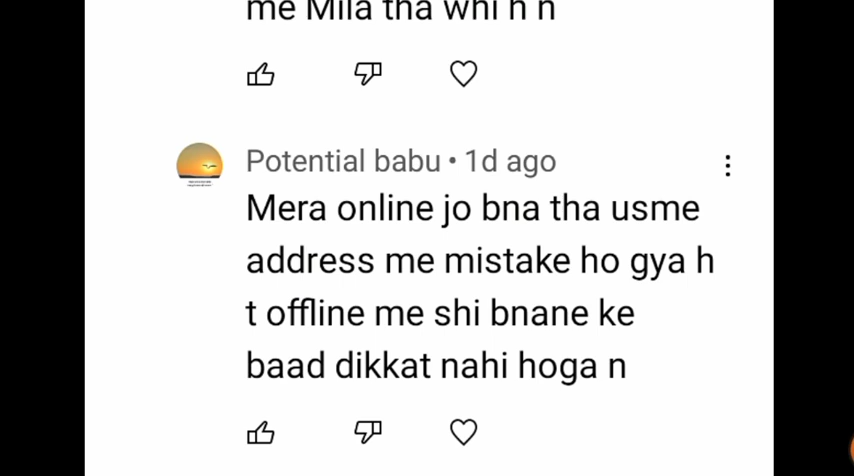 me Mila tha whi h n
Potential babu • 1d ago
Mera online jo bna tha usme
address me mistake ho gya h
t offline me shi bnane ke
baad dikkat nahi hoga n